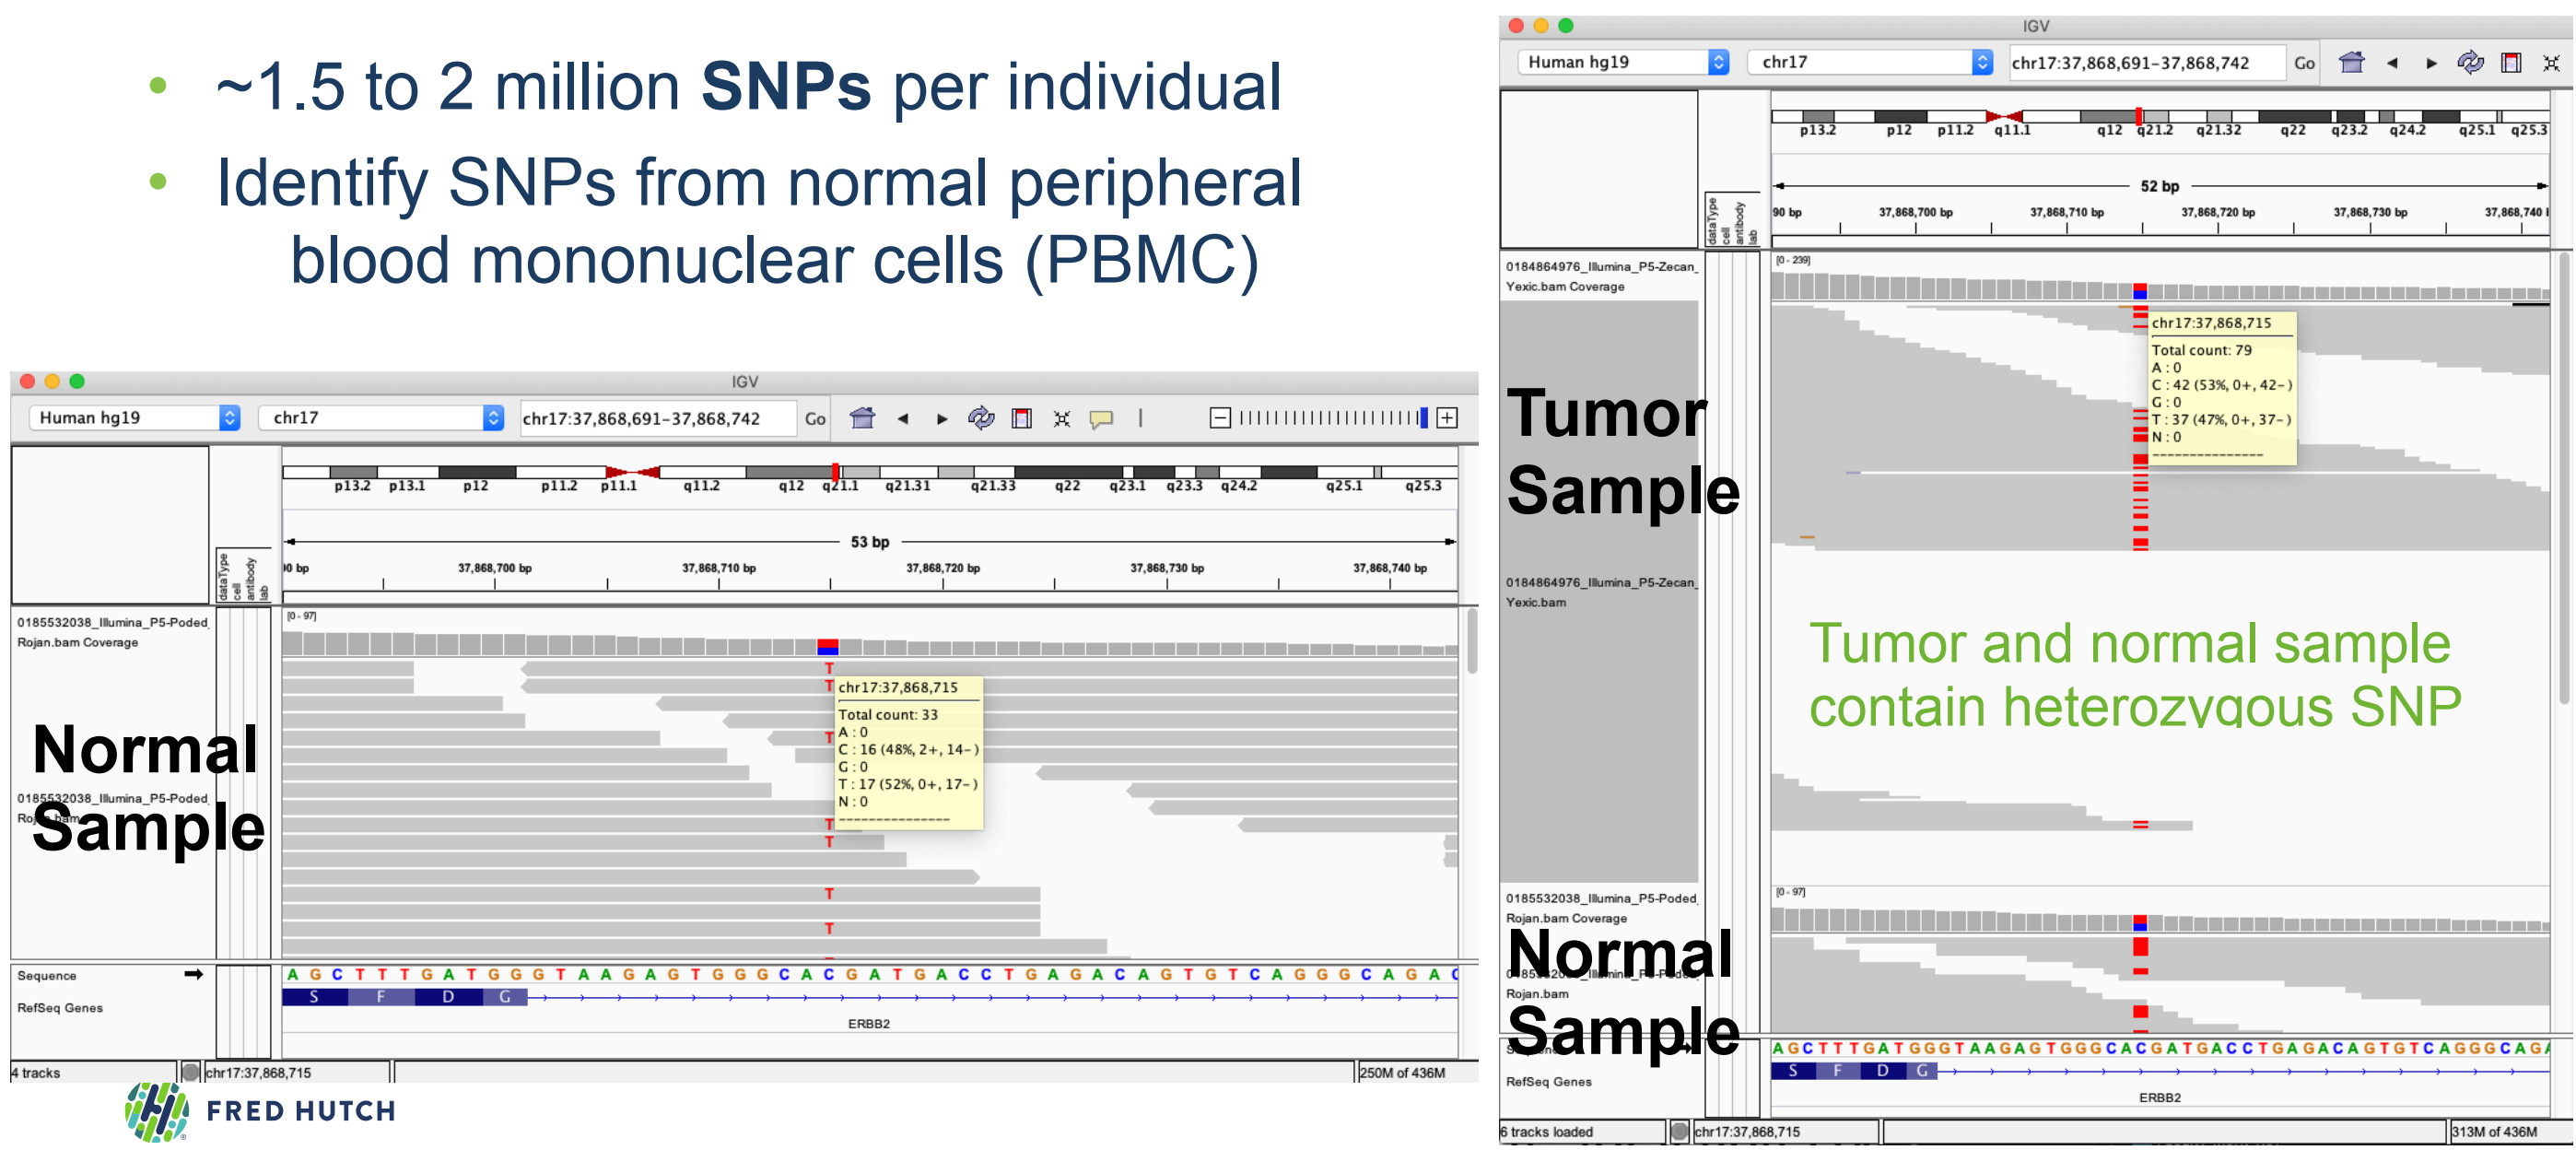 • ~1.5 to 2 million SNPs per individual
• Identify SNPs from normal peripheral
blood mononuclear cells (PBMC)
IGV
Human hg19 chr17 chr17:37,868,691-37,868,742 Go
p13.2 p13.1 p12 p11.2 p11.1 q11.2 q12 q21.1 q21.31 q21.33 q22 q23.1 q23.3 q24.2 q25.1 q25.3
53 bp
dataType
cell
antibody
lab
90 bp 37,868,700 bp 37,868,710 bp 37,868,720 bp 37,868,730 bp 37,868,740 bp
0185532038_Illumina_P5-Poded_
Rojan.bam Coverage
[0 - 97]
T
T
T
T
T
T
T
chr17:37,868,715
Total count: 33
A : 0
C : 16 (48%, 2+, 14- )
G : 0
T : 17 (52%, 0+, 17- )
N : 0
---------------
Normal
Sample
0185532038_Illumina_P5-Poded_
Rojan.bam
Sequence
A G C T T T G A T G G G T A A G A G T G G G C A C G A T G A C C T G A G A C A G T G T C A G G G C A G A C
RefSeq Genes
S F D G
ERBB2
4 tracks chr17:37,868,715 250M of 436M
FRED HUTCH
IGV
Human hg19 chr17 chr17:37,868,691-37,868,742 Go
p13.2 p12 p11.2 q11.1 q12 q21.2 q21.32 q22 q23.2 q24.2 q25.1 q25.3
52 bp
dataType
cell
antibody
lab
90 bp 37,868,700 bp 37,868,710 bp 37,868,720 bp 37,868,730 bp 37,868,740
0184864976_Illumina_P5-Zecan_
Yexic.bam Coverage
[0 - 239]
chr17:37,868,715
Total count: 79
A : 0
C : 42 (53%, 0+, 42- )
G : 0
T : 37 (47%, 0+, 37- )
N : 0
---------------
Tumor
Sample
0184864976_Illumina_P5-Zecan_
Yexic.bam
Tumor and normal sample
contain heterozygous SNP
0185532038_Illumina_P5-Poded_
Rojan.bam Coverage
[0 - 97]
Normal
Sample
Rojan.bam
A G C T T T G A T G G G T A A G A G T G G G C A C G A T G A C C T G A G A C A G T G T C A G G G C A G A
RefSeq Genes
S F D G
ERBB2
6 tracks loaded chr17:37,868,715 313M of 436M